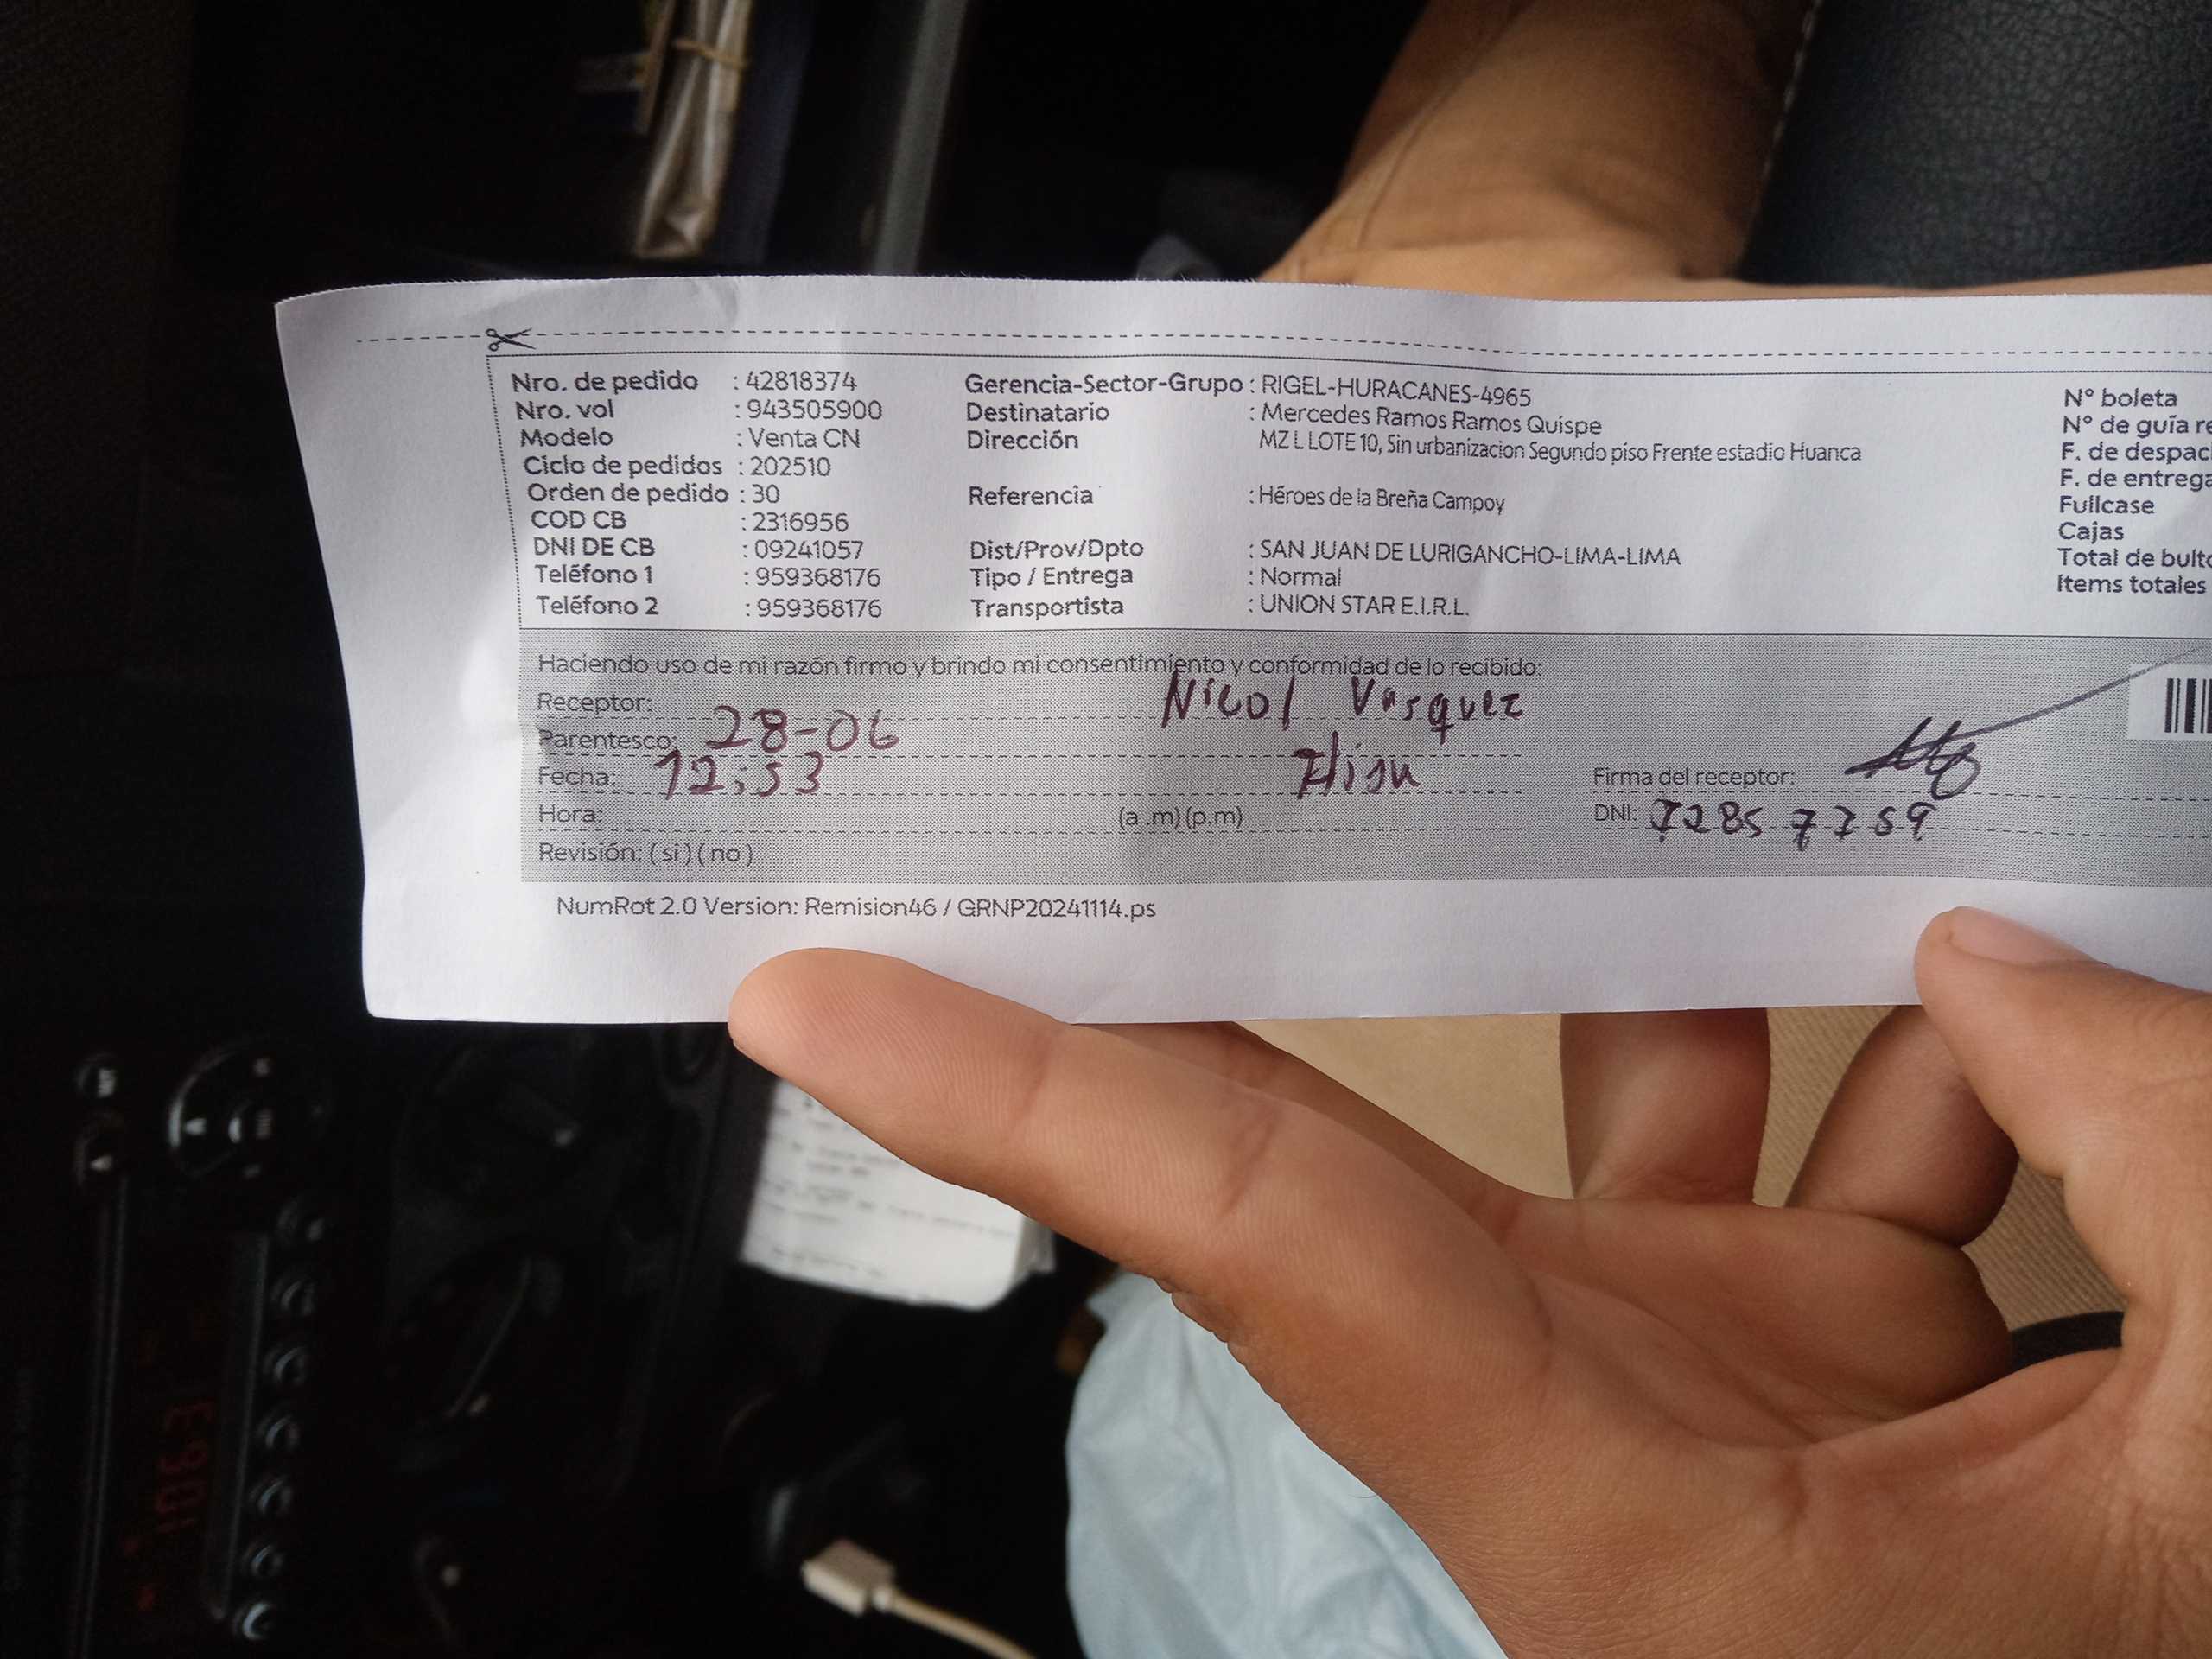 Nro. de pedido : 42818374
Nro. vol : 943505900
Modelo : Venta CN
Ciclo de pedidos : 202510
Orden de pedido : 30
COD CB : 2316956
DNI DE CB : 09241057
Teléfono 1 : 959368176
Teléfono 2 : 959368176
Gerencia-Sector-Grupo : RIGEL-HURACANES-4965
Destinatario : Mercedes Ramos Ramos Quispe
Dirección MZ L LOTE 10, Sin urbanizacion Segundo piso Frente estadio Huanca
Referencia : Héroes de la Breña Campoy
Dist/Prov/Dpto : SAN JUAN DE LURIGANCHO-LIMA-LIMA
Tipo / Entrega : Normal
Transportista : UNION STAR E.I.R.L.
N° boleta
N° de guía re
F. de despac
F. de entrega
Fullcase
Cajas
Total de bulto
Items totales
Haciendo uso de mi razón firmo y brindo mi consentimiento y conformidad de lo recibido:
Receptor: Nicol Vasquez
Parentesco: 28-06
Fecha: 12:53
Hora: (a .m) (p.m)
Revisión: ( si ) ( no )
Firma del receptor:
DNI: 72857759
NumRot 2.0 Version: Remision46 / GRNP20241114.ps